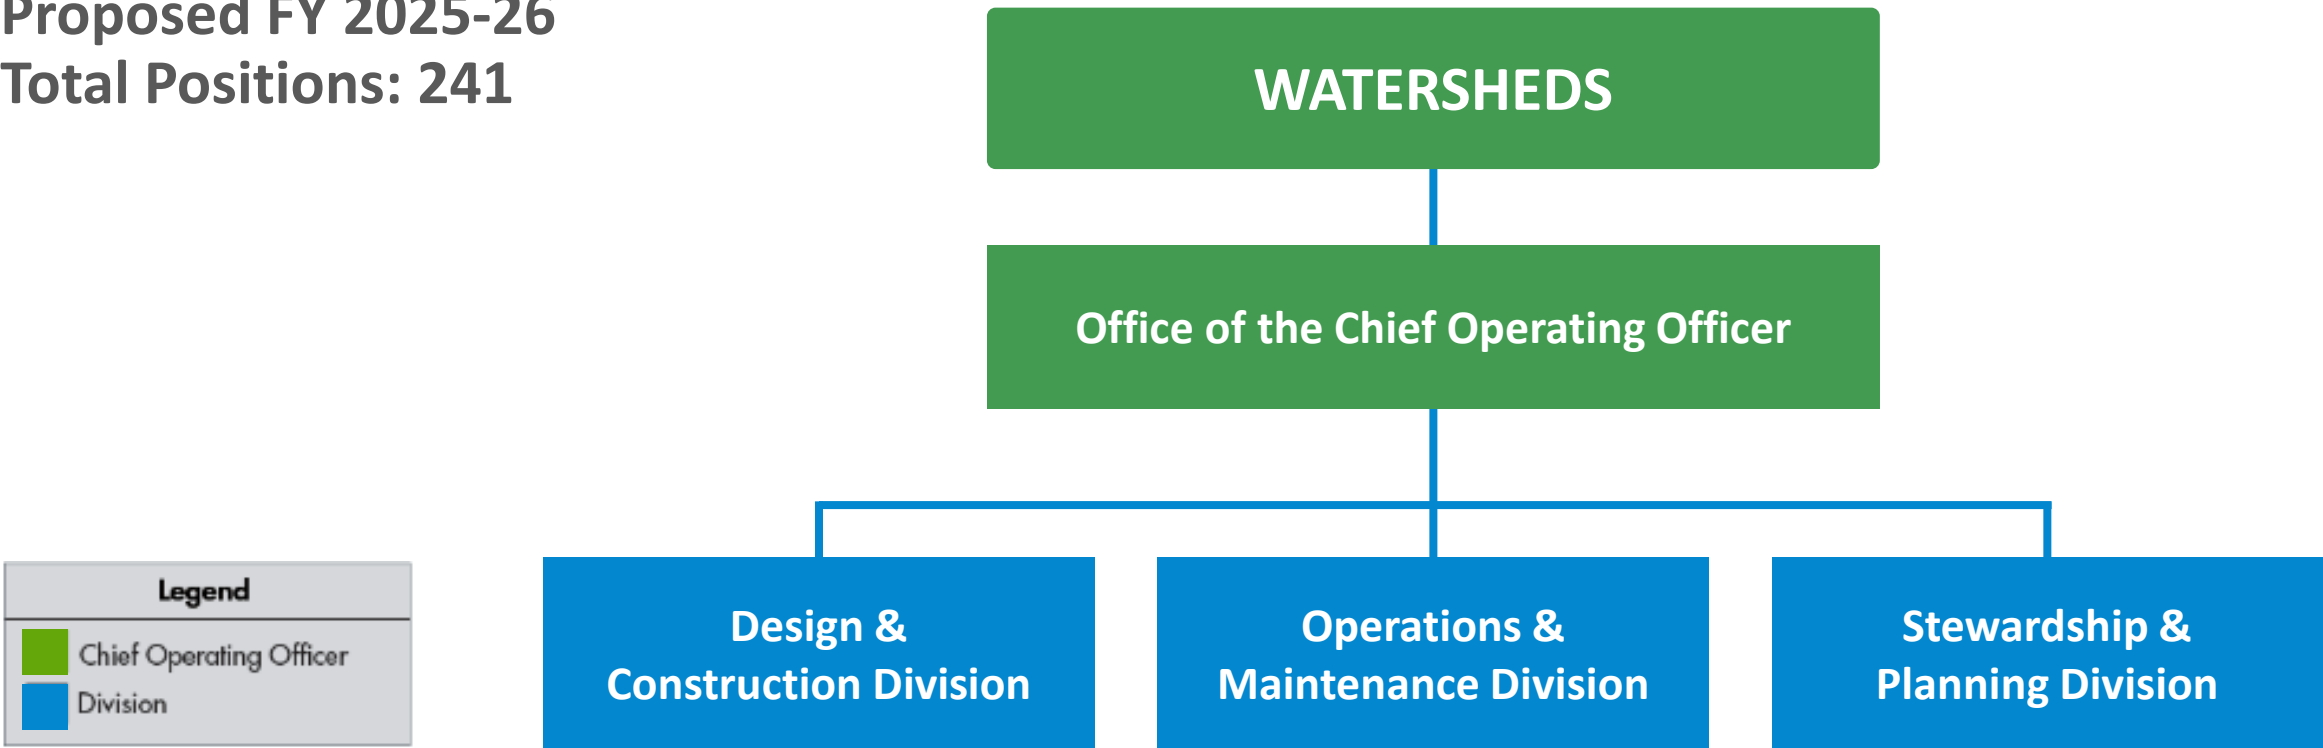 Proposed FY 2025-26
Total Positions: 241
WATERSHEDS
Office of the Chief Operating Officer
Legend
Chief Operating Officer
Division
Design &
Construction Division
Operations &
Maintenance Division
Stewardship &
Planning Division